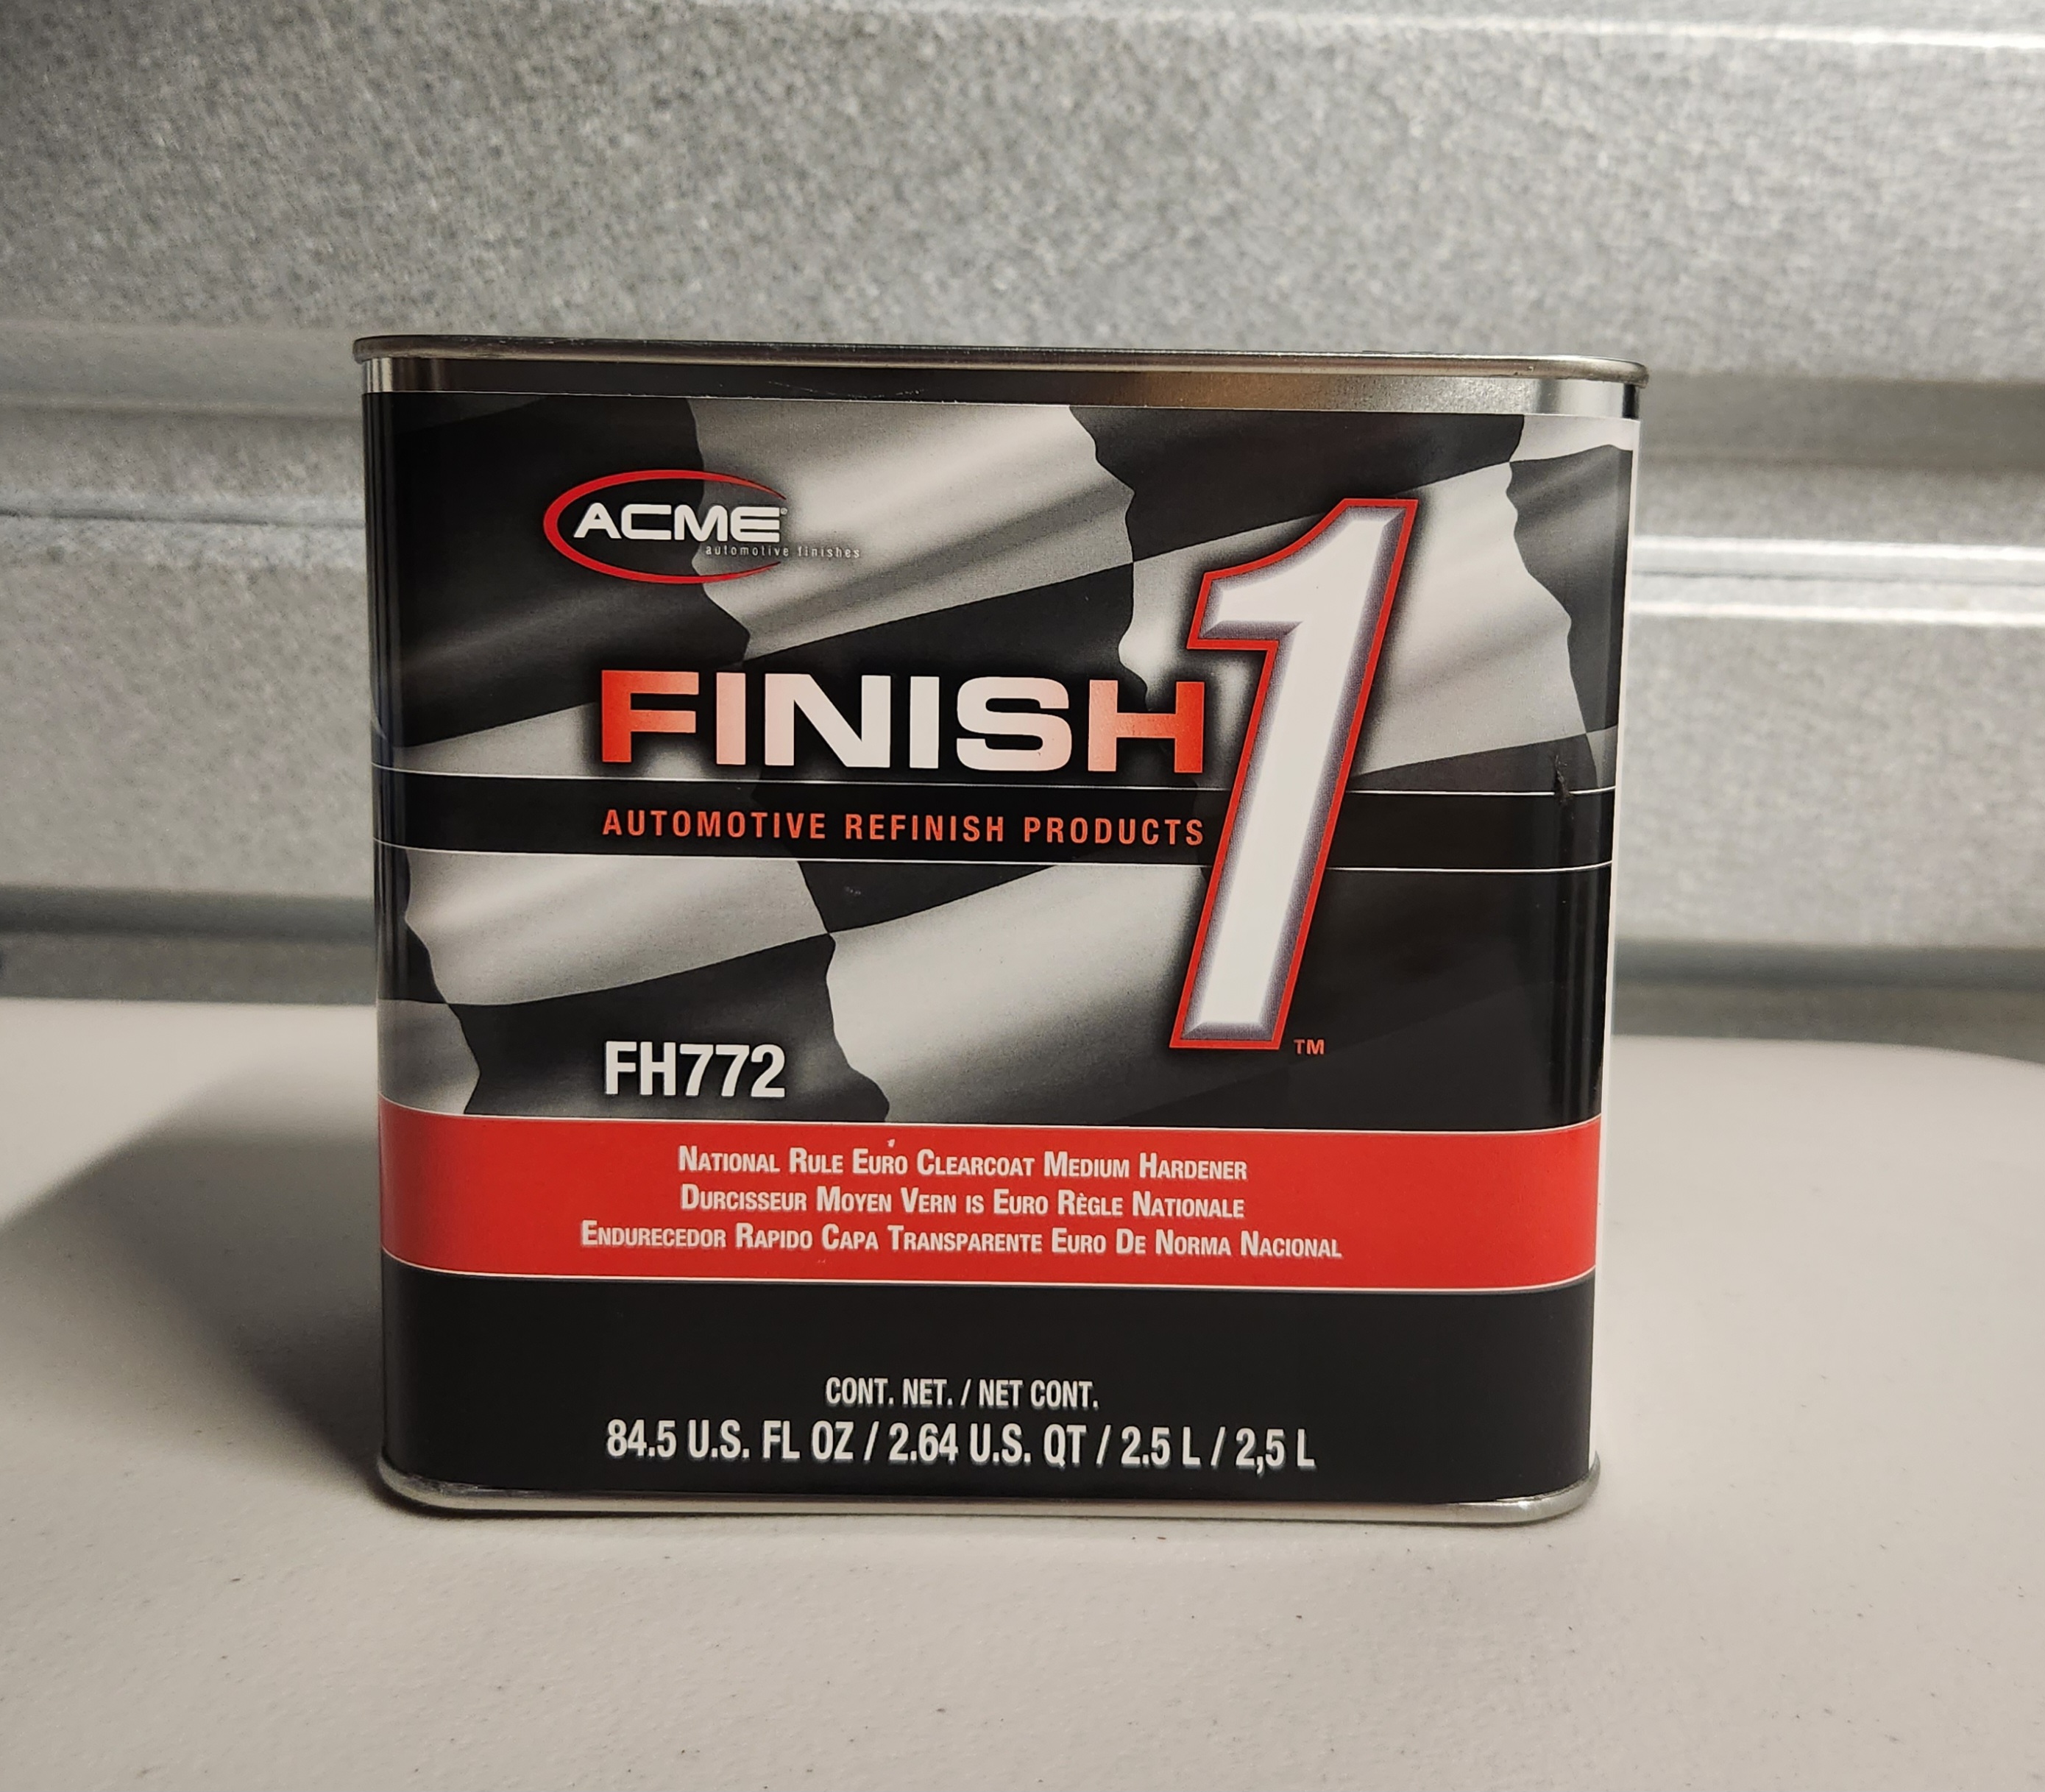 ACME®
automotive finishes
FINISH 1™
AUTOMOTIVE REFINISH PRODUCTS
FH772
NATIONAL RULE EURO CLEARCOAT MEDIUM HARDENER
DURCISSEUR MOYEN VERN IS EURO RÈGLE NATIONALE
ENDURECEDOR RAPIDO CAPA TRANSPARENTE EURO DE NORMA NACIONAL
CONT. NET. / NET CONT.
84.5 U.S. FL OZ / 2.64 U.S. QT / 2.5 L / 2,5 L